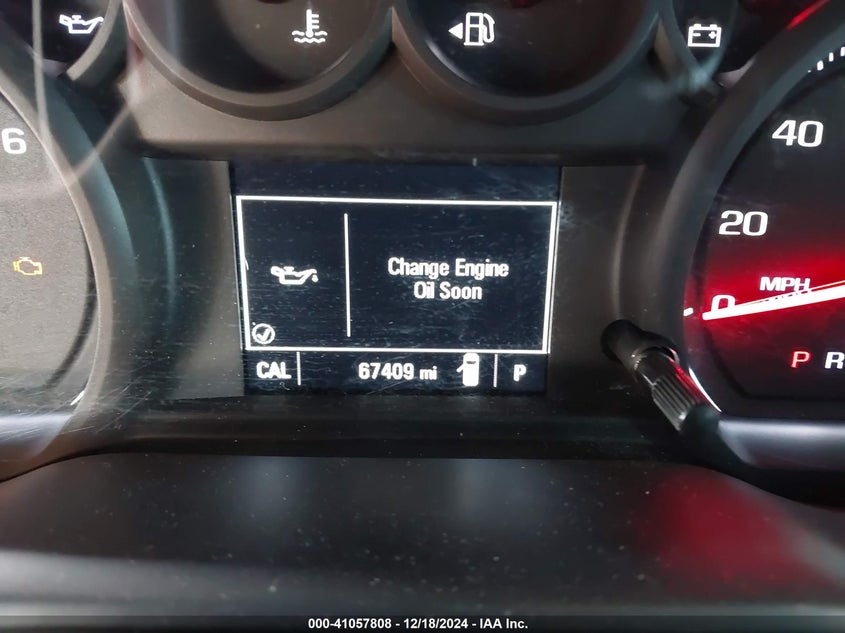 6
40
20
MPH
0
Change Engine
Oil Soon
CAL
67409 mi
P
P R
000-41057808 - 12/18/2024 - IAA Inc.